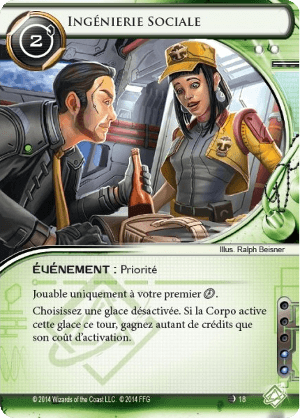 2
Ingénierie Sociale
Illus. Ralph Beisner
ÉVÉNEMENT : Priorité
Jouable uniquement à votre premier .
Choisissez une glace désactivée. Si la Corpo active
cette glace ce tour, gagnez autant de crédits que
son coût d'activation.
© 2014 Wizards of the Coast LLC. © 2014 FFG
18